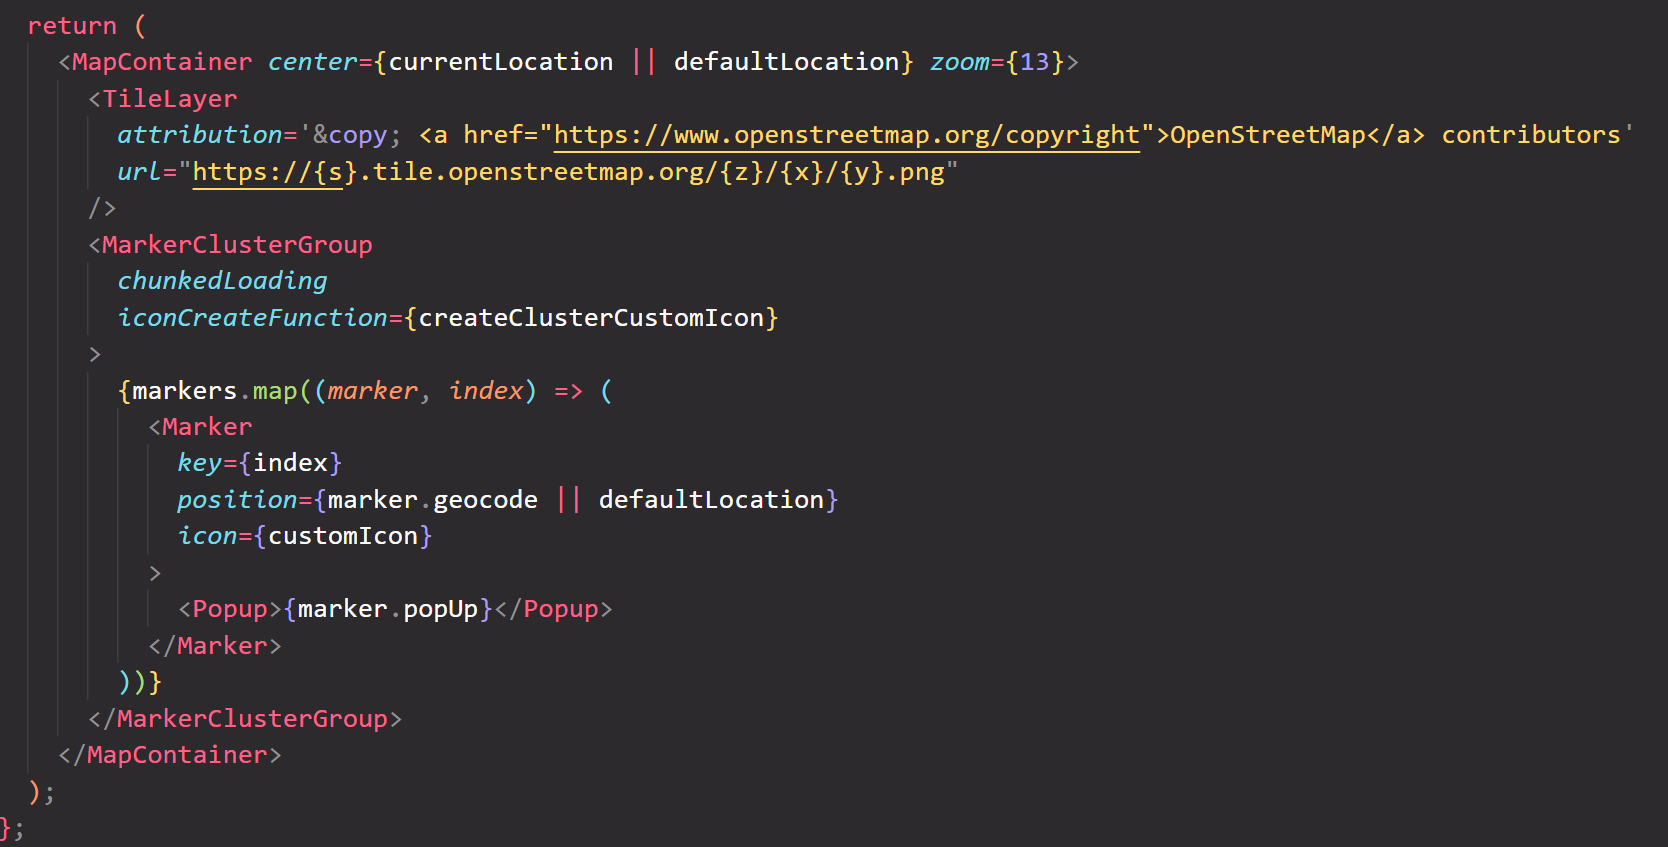 return (
<MapContainer center={currentLocation || defaultLocation} zoom={13}>
<TileLayer
attribution='&copy; <a href="https://www.openstreetmap.org/copyright">OpenStreetMap</a> contributors'
url="https://{s}.tile.openstreetmap.org/{z}/{x}/{y}.png"
/>
<MarkerClusterGroup
chunkedLoading
iconCreateFunction={createClusterCustomIcon}
>
{markers.map((marker, index) => (
<Marker
key={index}
position={marker.geocode || defaultLocation}
icon={customIcon}
>
<Popup>{marker.popUp}</Popup>
</Marker>
))}
</MarkerClusterGroup>
</MapContainer>
);
};